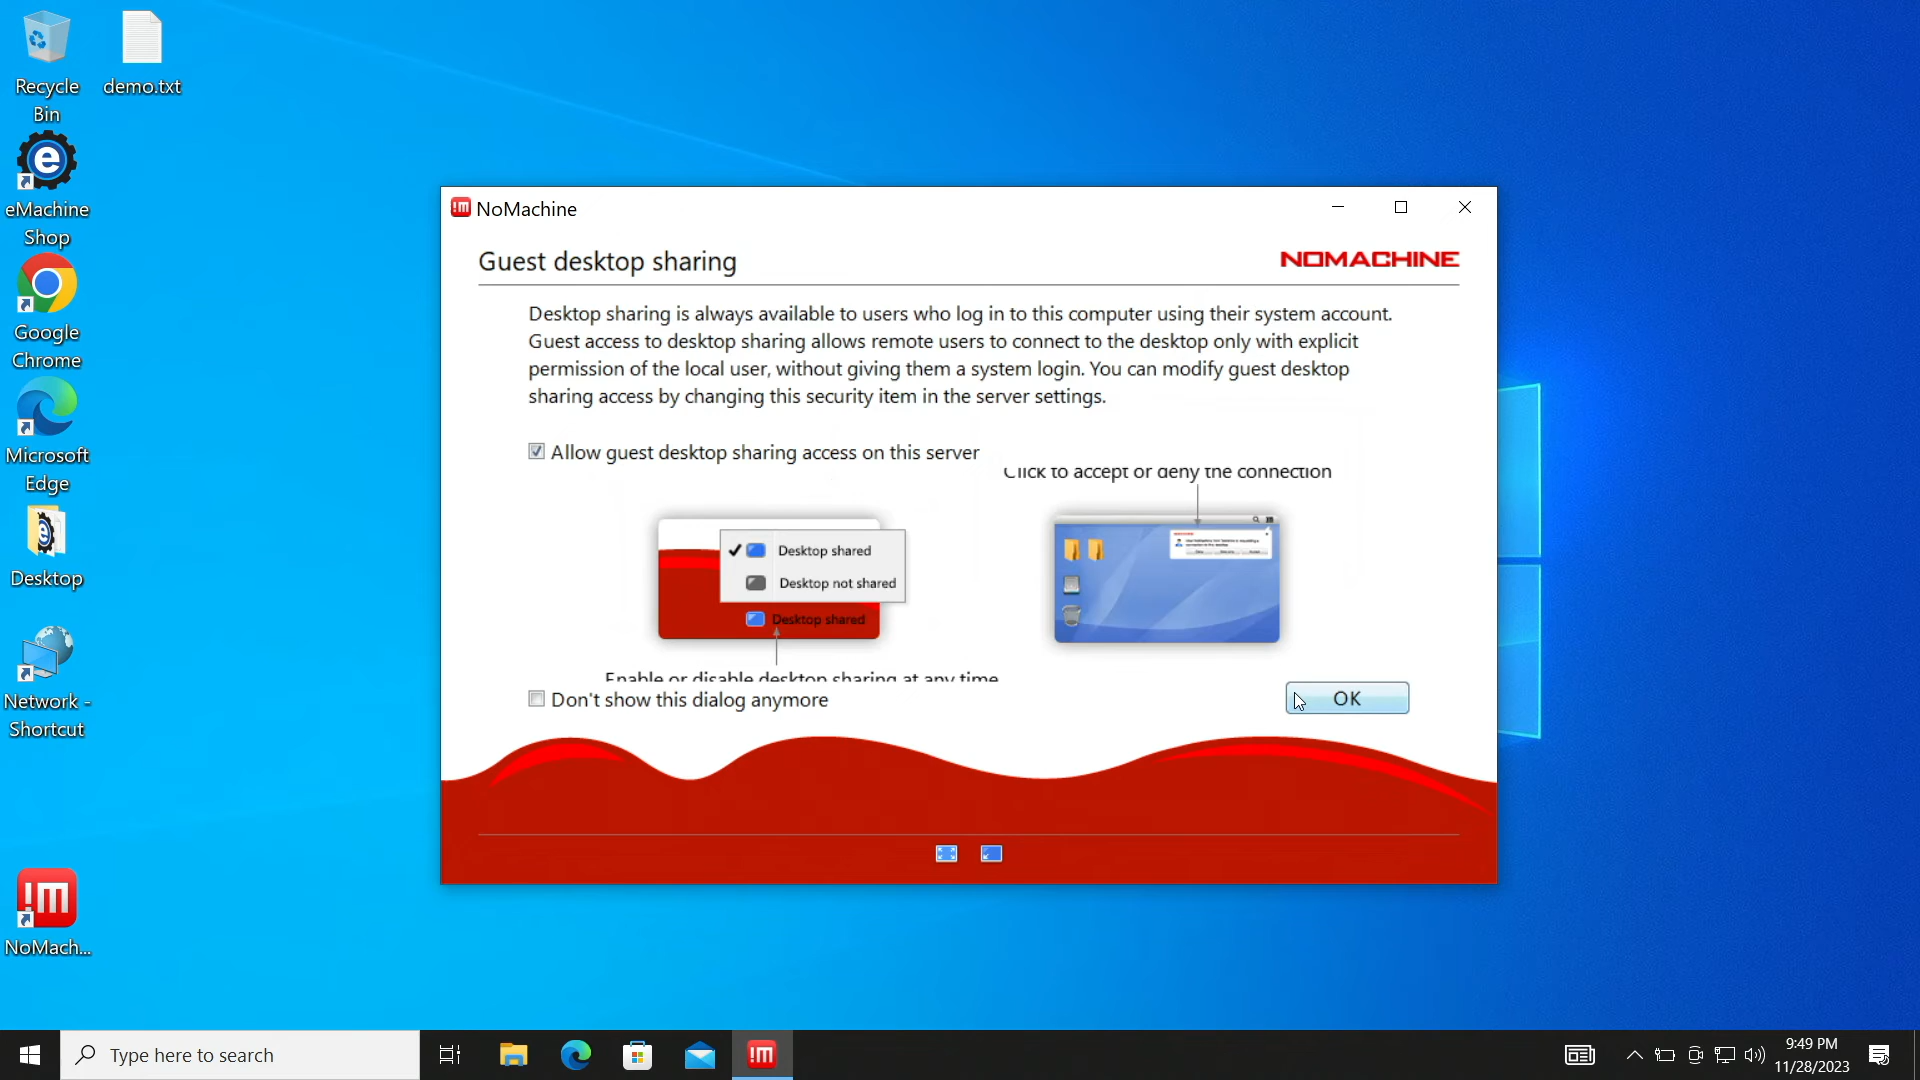 Recycle
Bin
demo.txt
eMachine
Shop
Google
Chrome
Microsoft
Edge
Desktop
Network -
Shortcut
NoMach...
NoMachine
Guest desktop sharing
NOMACHINE
Desktop sharing is always available to users who log in to this computer using their system account.
Guest access to desktop sharing allows remote users to connect to the desktop only with explicit
permission of the local user, without giving them a system login. You can modify guest desktop
sharing access by changing this security item in the server settings.
Allow guest desktop sharing access on this server
Click to accept or deny the connection
Desktop shared
Desktop not shared
Desktop shared
Enable or disable desktop sharing at any time
Don't show this dialog anymore
OK
Type here to search
9:49 PM
11/28/2023